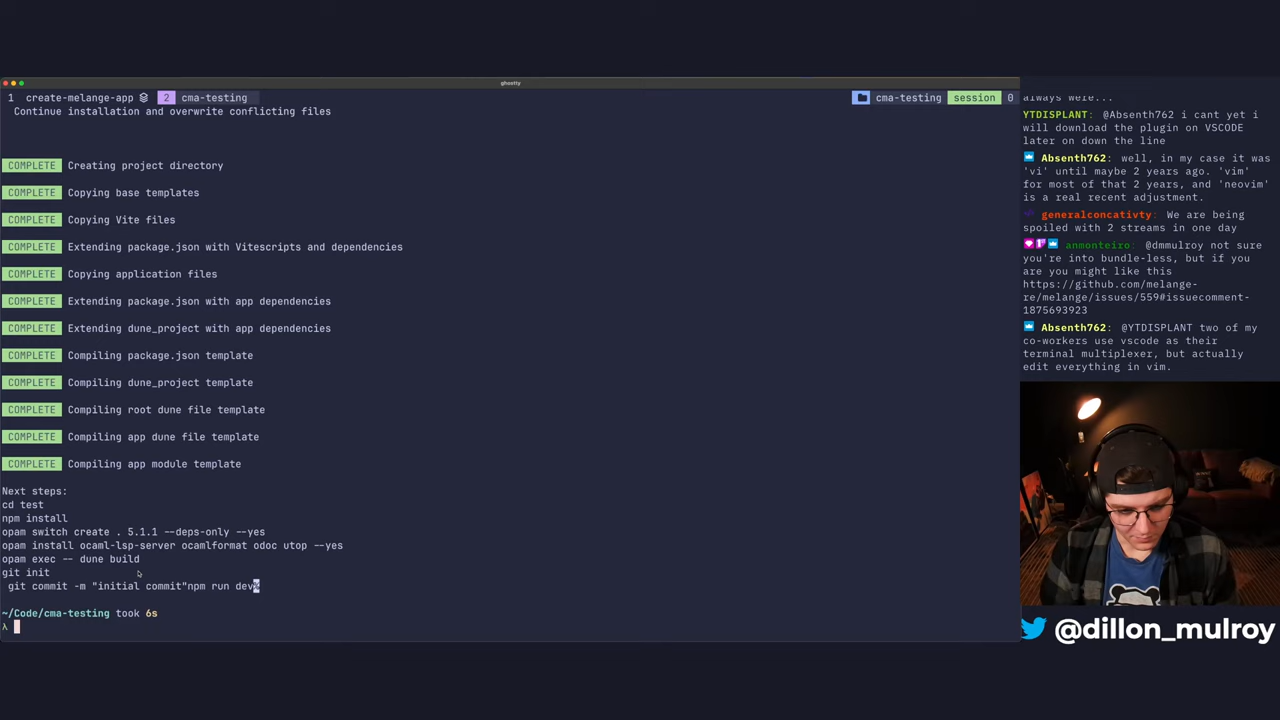 ghostty
1 create-melange-app 2 cma-testing cma-testing session 0
Continue installation and overwrite conflicting files
COMPLETE Creating project directory
COMPLETE Copying base templates
COMPLETE Copying Vite files
COMPLETE Extending package.json with Vitescripts and dependencies
COMPLETE Copying application files
COMPLETE Extending package.json with app dependencies
COMPLETE Extending dune_project with app dependencies
COMPLETE Compiling package.json template
COMPLETE Compiling dune_project template
COMPLETE Compiling root dune file template
COMPLETE Compiling app dune file template
COMPLETE Compiling app module template
Next steps:
cd test
npm install
opam switch create . 5.1.1 --deps-only --yes
opam install ocaml-lsp-server ocamlformat odoc utop --yes
opam exec -- dune build
git init
git commit -m "initial commit"npm run dev%
~/Code/cma-testing took 6s
λ
always were...
YTDISPLANT: @Absenth762 i cant yet i
will download the plugin on VSCODE
later on down the line
Absenth762: well, in my case it was
'vi' until maybe 2 years ago. 'vim'
for most of that 2 years, and 'neovim'
is a real recent adjustment.
generalconcativty: We are being
spoiled with 2 streams in one day
anmonteiro: @dmmulroy not sure
you're into bundle-less, but if you
are you might like this
https://github.com/melange-
re/melange/issues/559#issuecomment-
1875693923
Absenth762: @YTDISPLANT two of my
co-workers use vscode as their
terminal multiplexer, but actually
edit everything in vim.
@dillon_mulroy